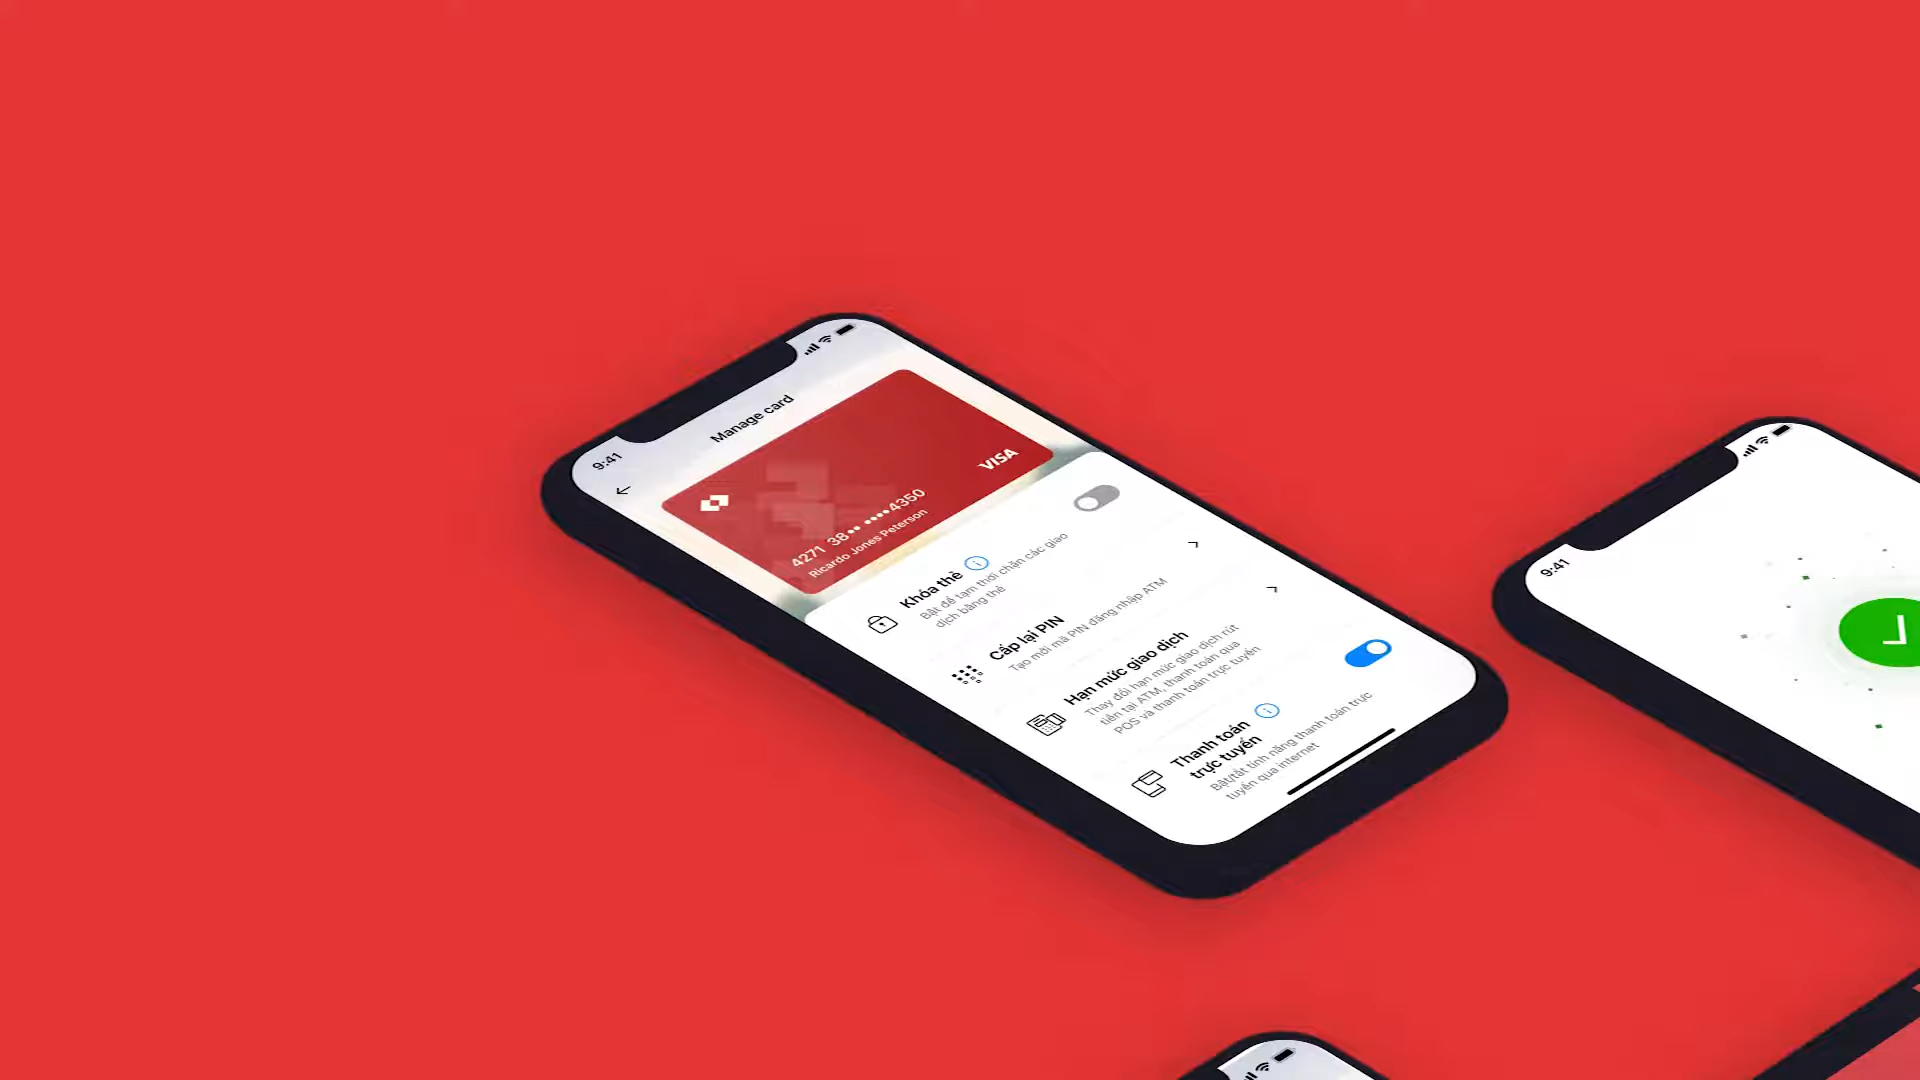 9:41
Manage card
VISA
4271 38•• ••••4350
Ricardo Jones Peterson
Khóa thẻ
Bật để tạm thời chặn các giao
dịch bằng thẻ
Cấp lại PIN
Tạo mới mã PIN đăng nhập ATM
Hạn mức giao dịch
Thay đổi hạn mức giao dịch rút
tiền tại ATM, thanh toán qua
POS và thanh toán trực tuyến
Thanh toán
trực tuyến
Bật/tắt tính năng thanh toán trực
tuyến qua internet
9:41